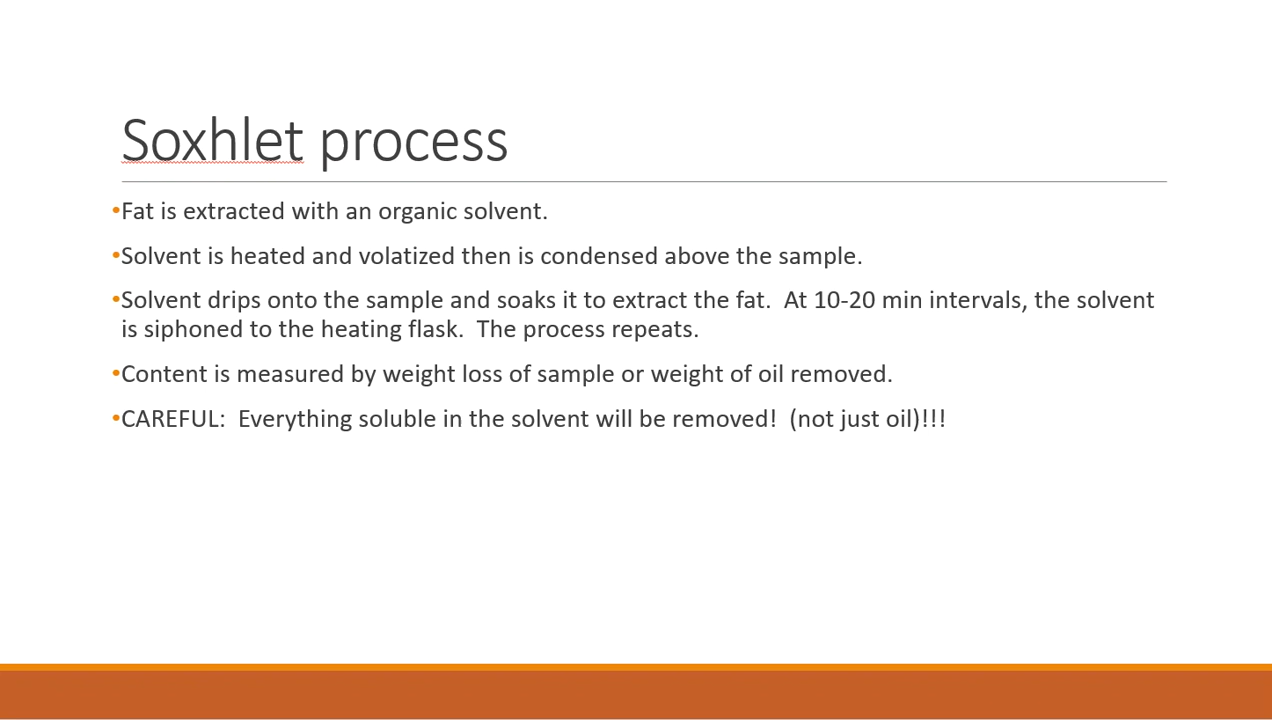 Soxhlet process
•Fat is extracted with an organic solvent.
•Solvent is heated and volatized then is condensed above the sample.
•Solvent drips onto the sample and soaks it to extract the fat.  At 10-20 min intervals, the solvent
is siphoned to the heating flask.  The process repeats.
•Content is measured by weight loss of sample or weight of oil removed.
•CAREFUL:  Everything soluble in the solvent will be removed!  (not just oil)!!!